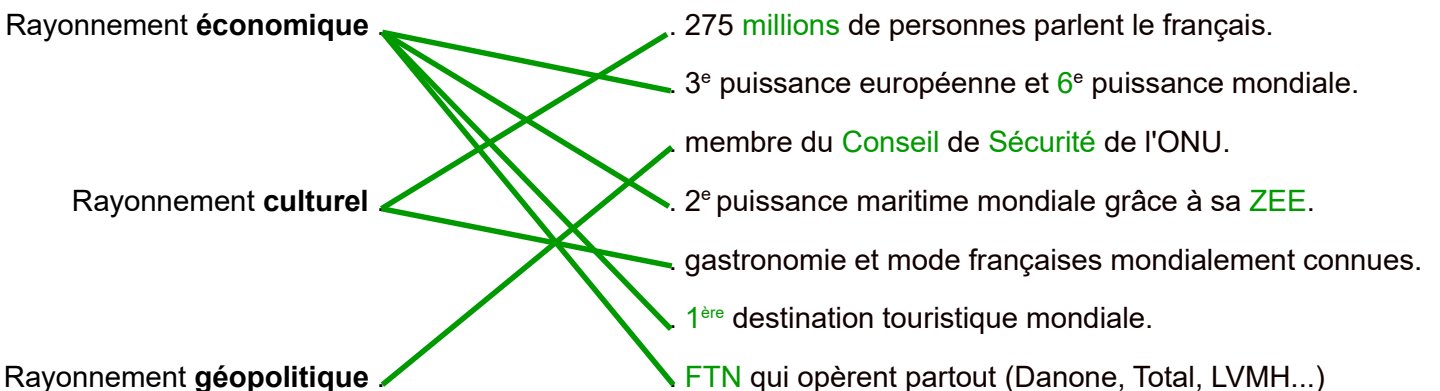 Rayonnement économique . . 275 millions de personnes parlent le français.
. 3e puissance européenne et 6e puissance mondiale.
. membre du Conseil de Sécurité de l'ONU.
Rayonnement culturel . . 2e puissance maritime mondiale grâce à sa ZEE.
. gastronomie et mode françaises mondialement connues.
. 1ère destination touristique mondiale.
Rayonnement géopolitique . . FTN qui opèrent partout (Danone, Total, LVMH...)